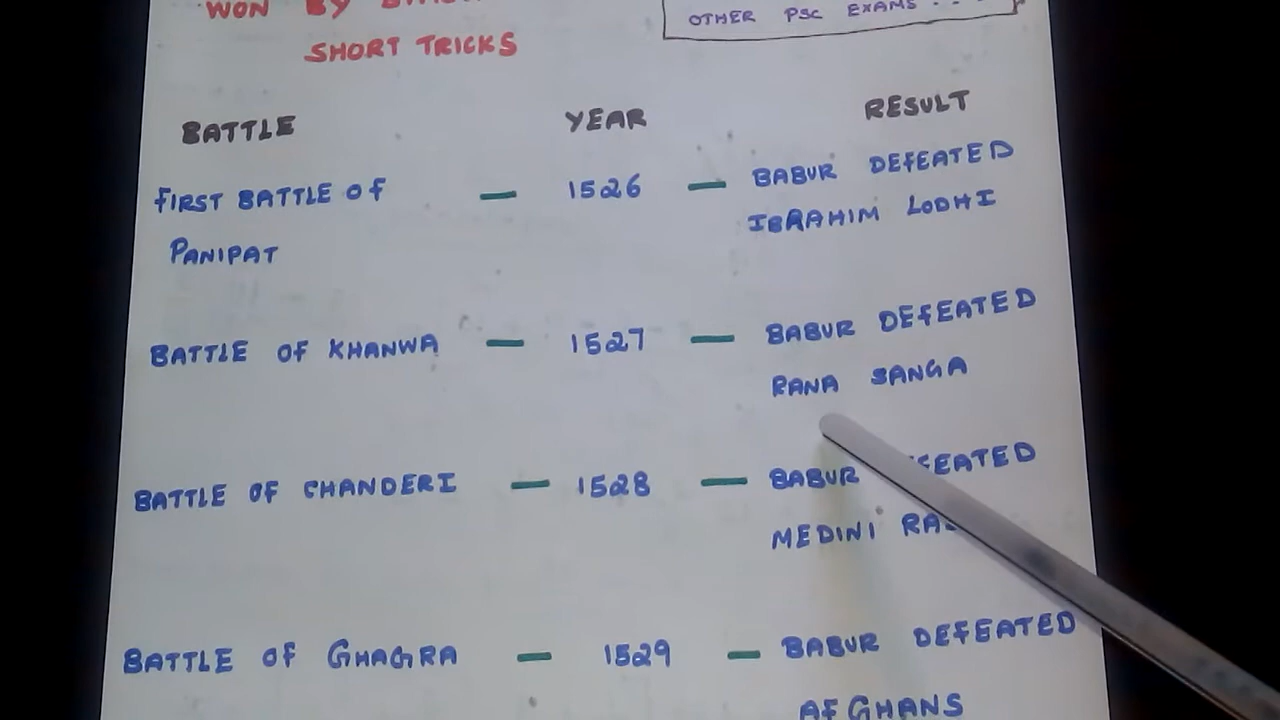 WON BY
OTHER PSC EXAMS . . .
SHORT TRICKS
BATTLE YEAR RESULT
FIRST BATTLE OF — 1526 — BABUR DEFEATED
PANIPAT IBRAHIM LODHI
BATTLE OF KHANWA — 1527 — BABUR DEFEATED
RANA SANGA
BATTLE OF CHANDERI — 1528 — BABUR
MEDINI
BATTLE OF GHAGRA — 1529 — BABUR DEFEATED
AFGHANS